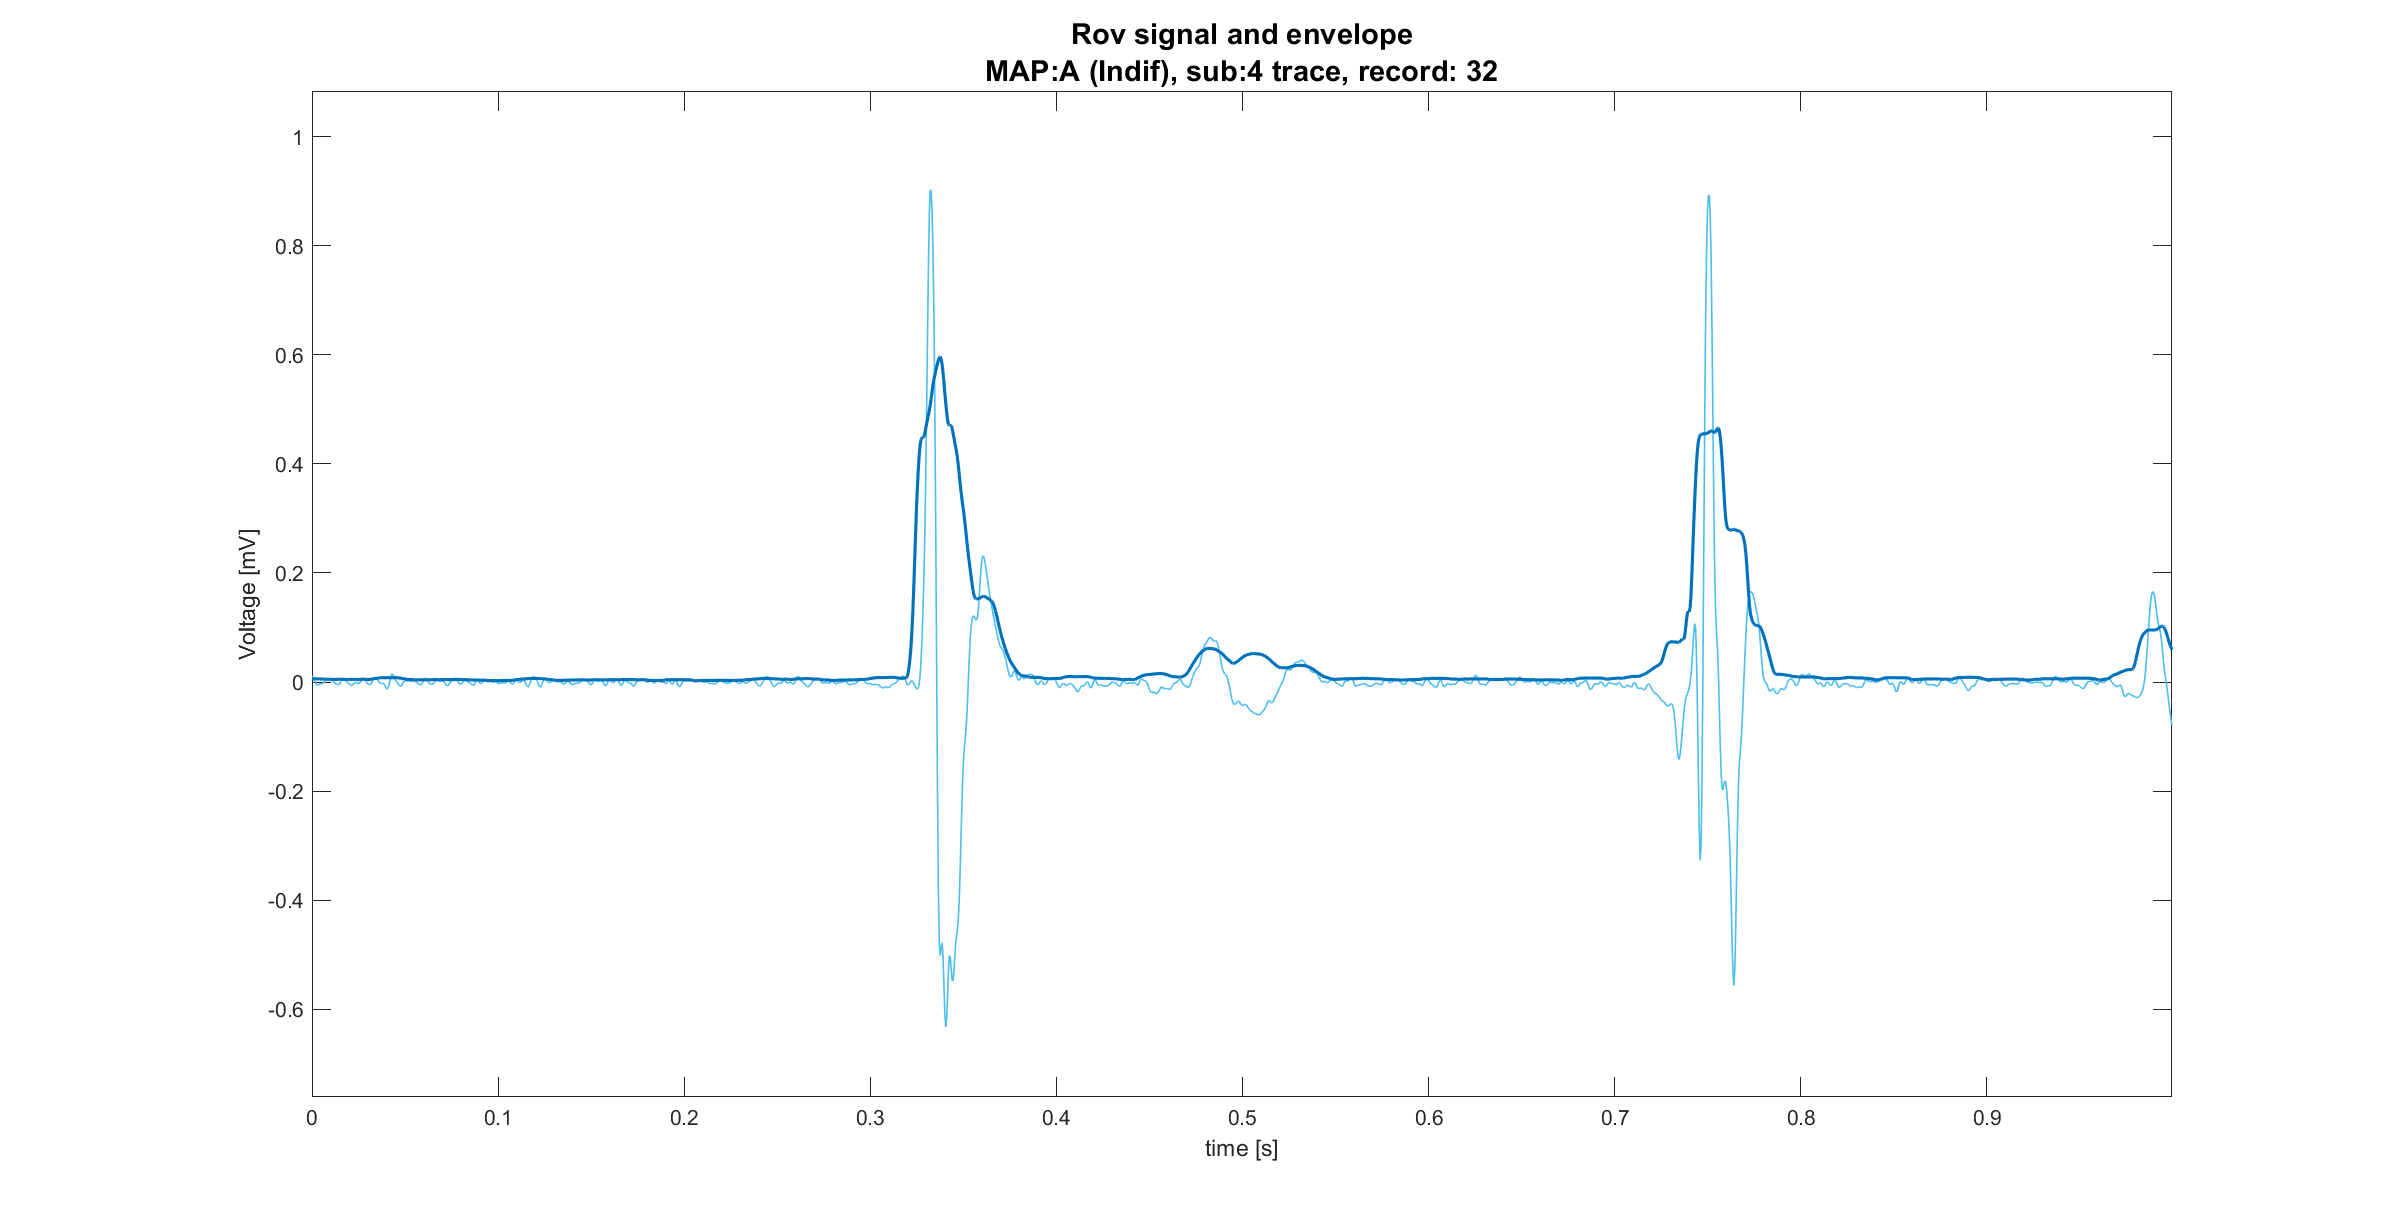 Rov signal and envelope
MAP:A (Indif), sub:4 trace, record: 32
1
0.8
0.6
0.4
0.2
0
-0.2
-0.4
-0.6
Voltage [mV]
0 0.1 0.2 0.3 0.4 0.5 0.6 0.7 0.8 0.9
time [s]